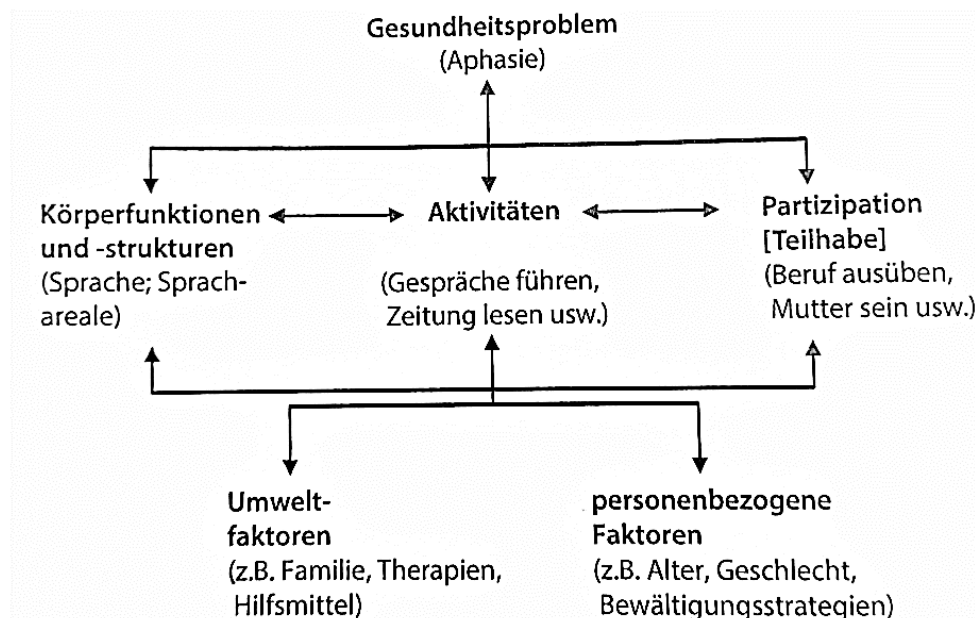 Gesundheitsproblem
(Aphasie)
Körperfunktionen
und -strukturen
(Sprache; Sprach-
areale)
Aktivitäten
(Gespräche führen,
Zeitung lesen usw.)
Partizipation
[Teilhabe]
(Beruf ausüben,
Mutter sein usw.)
Umwelt-
faktoren
(z.B. Familie, Therapien,
Hilfsmittel)
personenbezogene
Faktoren
(z.B. Alter, Geschlecht,
Bewältigungsstrategien)